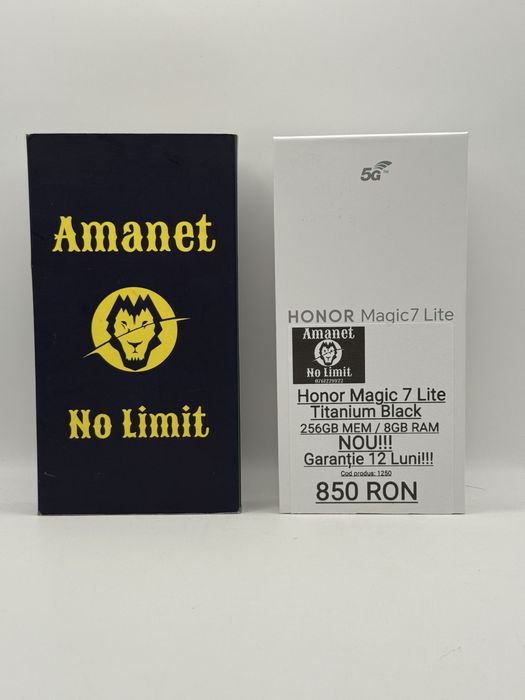 Amanet
No Limit
5G
HONOR Magic7 Lite
Amanet
No Limit
0761229922
Honor Magic 7 Lite
Titanium Black
256GB MEM / 8GB RAM
NOU!!!
Garanție 12 Luni!!!
Cod produs: 1250
850 RON